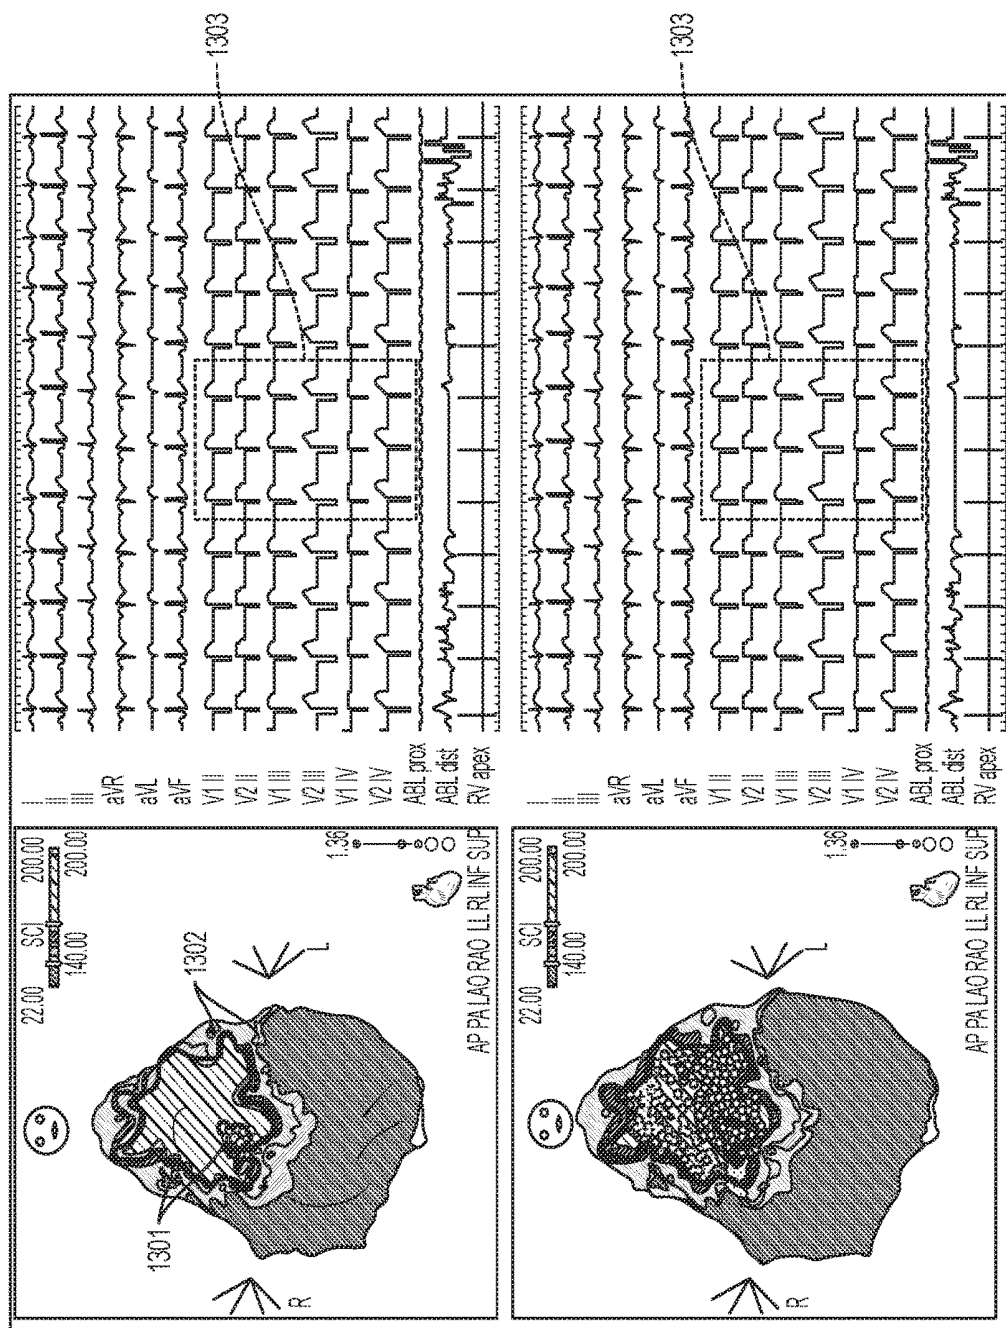 22.00 SCI 200.00
140.00 200.00
1301
1302
R
L
1.36
AP PA LAO RAO LL RL INF SUP
I
II
III
aVR
aVL
aVF
V1 II
V2 II
V1 III
V2 III
V1 IV
V2 IV
ABL prox
ABL dist
RV apex
1303
22.00 SCI 200.00
140.00 200.00
R
L
1.36
AP PA LAO RAO LL RL INF SUP
I
II
III
aVR
aVL
aVF
V1 II
V2 II
V1 III
V2 III
V1 IV
V2 IV
ABL prox
ABL dist
RV apex
1303